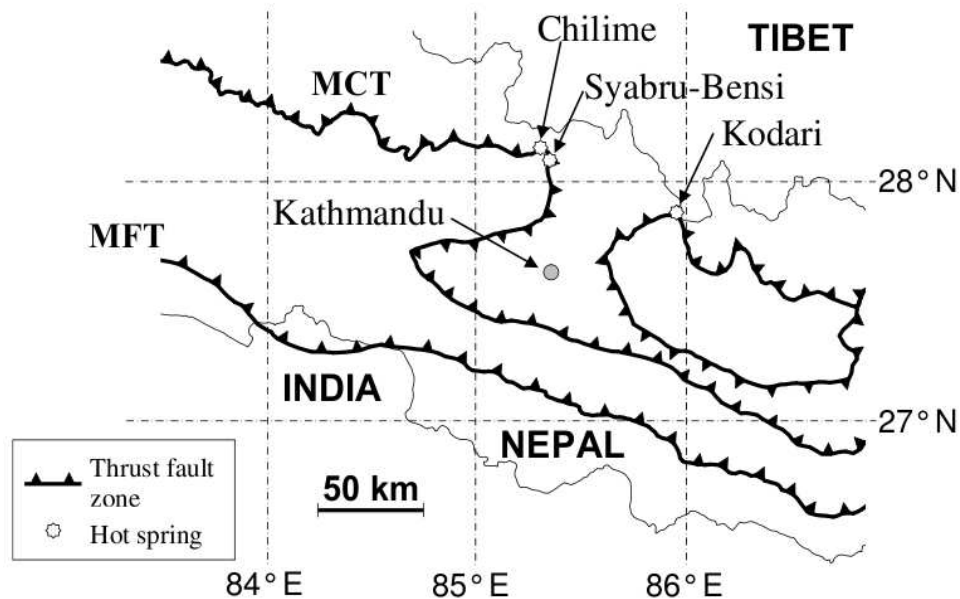 Chilime
TIBET
MCT
Syabru-Bensi
Kodari
28°N
Kathmandu
MFT
INDIA
27°N
NEPAL
Thrust fault
zone
Hot spring
50 km
84°E
85°E
86°E